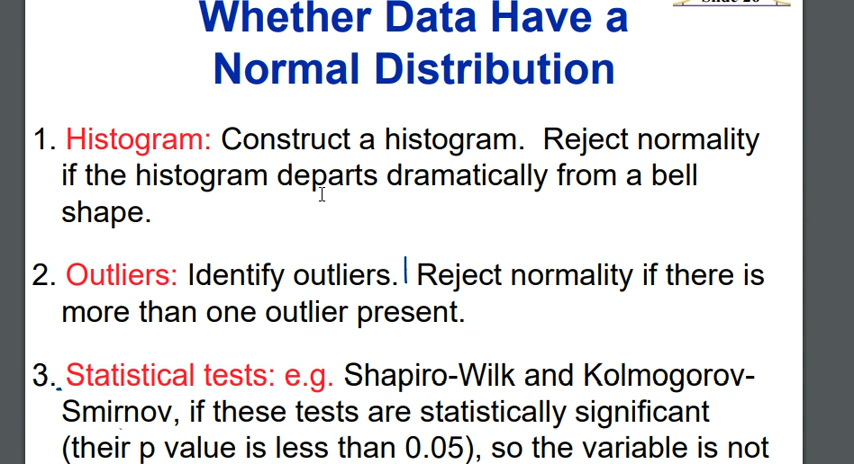 Whether Data Have a
Normal Distribution
1. Histogram: Construct a histogram. Reject normality
if the histogram departs dramatically from a bell
shape.
2. Outliers: Identify outliers. Reject normality if there is
more than one outlier present.
3. Statistical tests: e.g. Shapiro-Wilk and Kolmogorov-
Smirnov, if these tests are statistically significant
(their p value is less than 0.05), so the variable is not